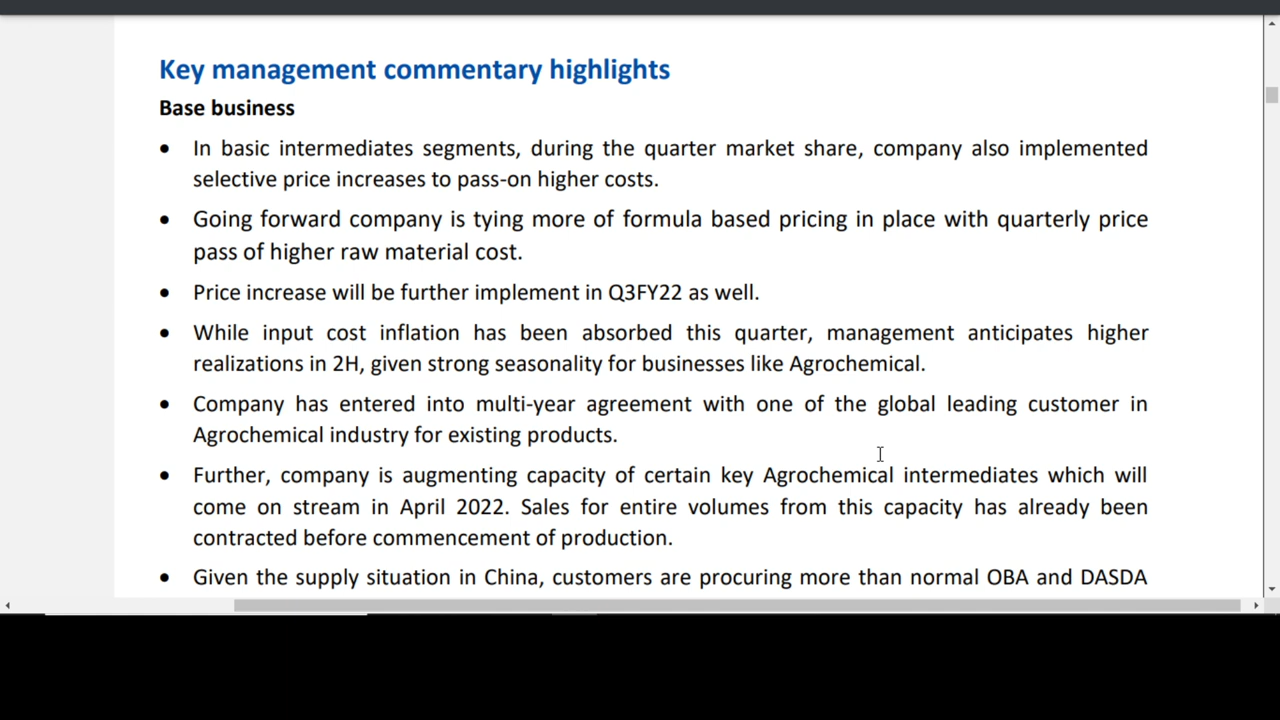 Key management commentary highlights
Base business
• In basic intermediates segments, during the quarter market share, company also implemented
selective price increases to pass-on higher costs.
• Going forward company is tying more of formula based pricing in place with quarterly price
pass of higher raw material cost.
• Price increase will be further implement in Q3FY22 as well.
• While input cost inflation has been absorbed this quarter, management anticipates higher
realizations in 2H, given strong seasonality for businesses like Agrochemical.
• Company has entered into multi-year agreement with one of the global leading customer in
Agrochemical industry for existing products.
• Further, company is augmenting capacity of certain key Agrochemical intermediates which will
come on stream in April 2022. Sales for entire volumes from this capacity has already been
contracted before commencement of production.
• Given the supply situation in China, customers are procuring more than normal OBA and DASDA